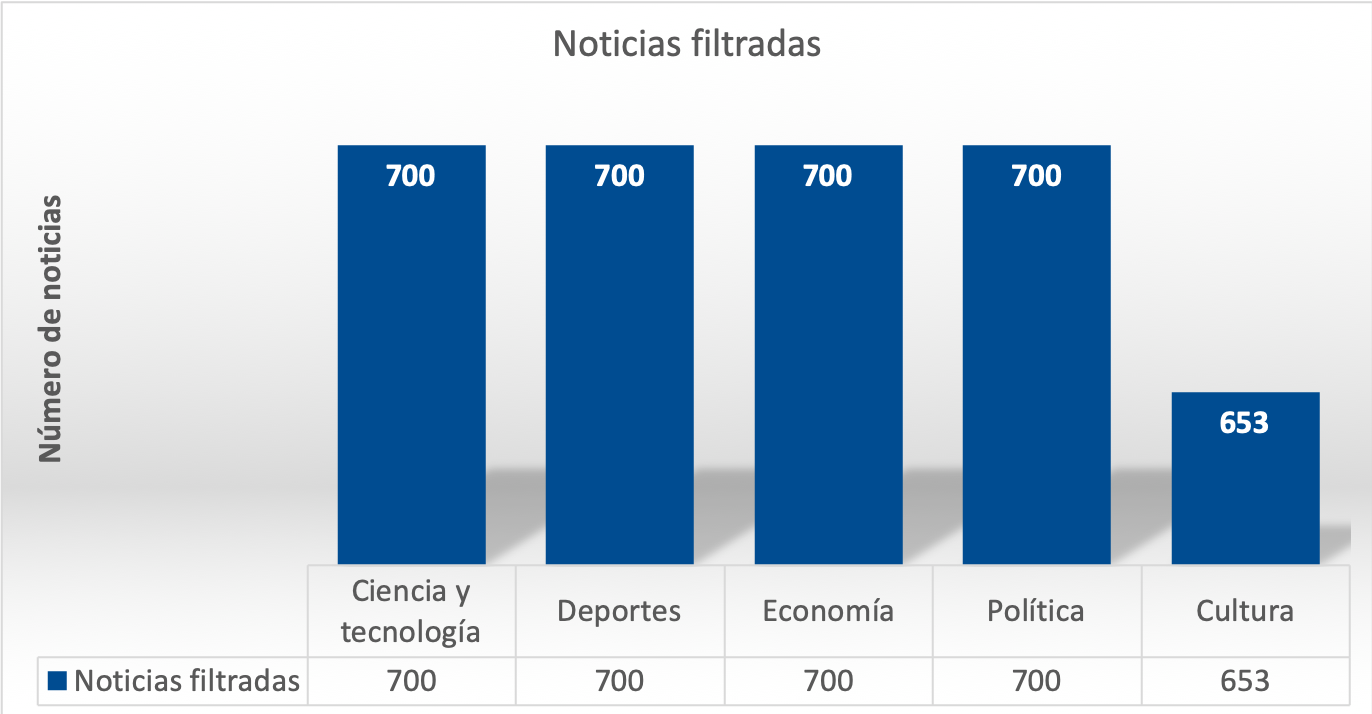 Noticias filtradas
Número de noticias
700 700 700 700 653
Ciencia y tecnología Deportes Economía Política Cultura
Noticias filtradas 700 700 700 700 653